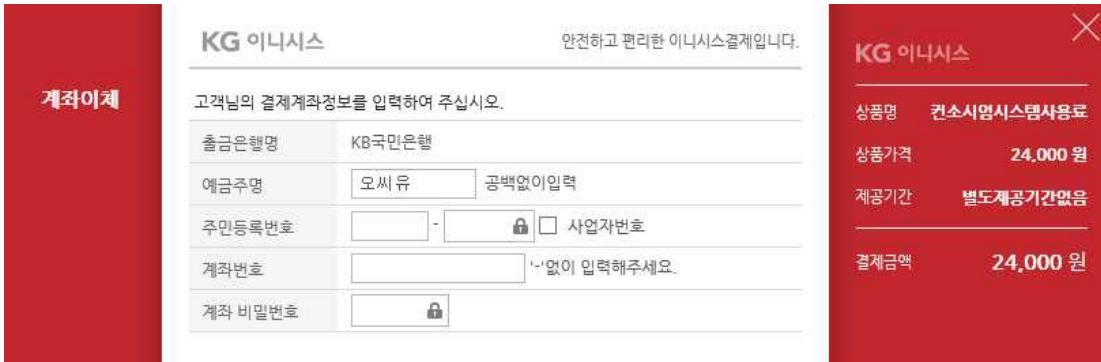 계좌이체
KG 이니시스
안전하고 편리한 이니시스결제입니다.
고객님의 결제계좌정보를 입력하여 주십시오.
출금은행명 KB국민은행
예금주명 오씨유 공백없이입력
주민등록번호 - 사업자번호
계좌번호 '-'없이 입력해주세요.
계좌 비밀번호
KG 이니시스
상품명 컨소시엄시스템사용료
상품가격 24,000 원
제공기간 별도제공기간없음
결제금액 24,000 원